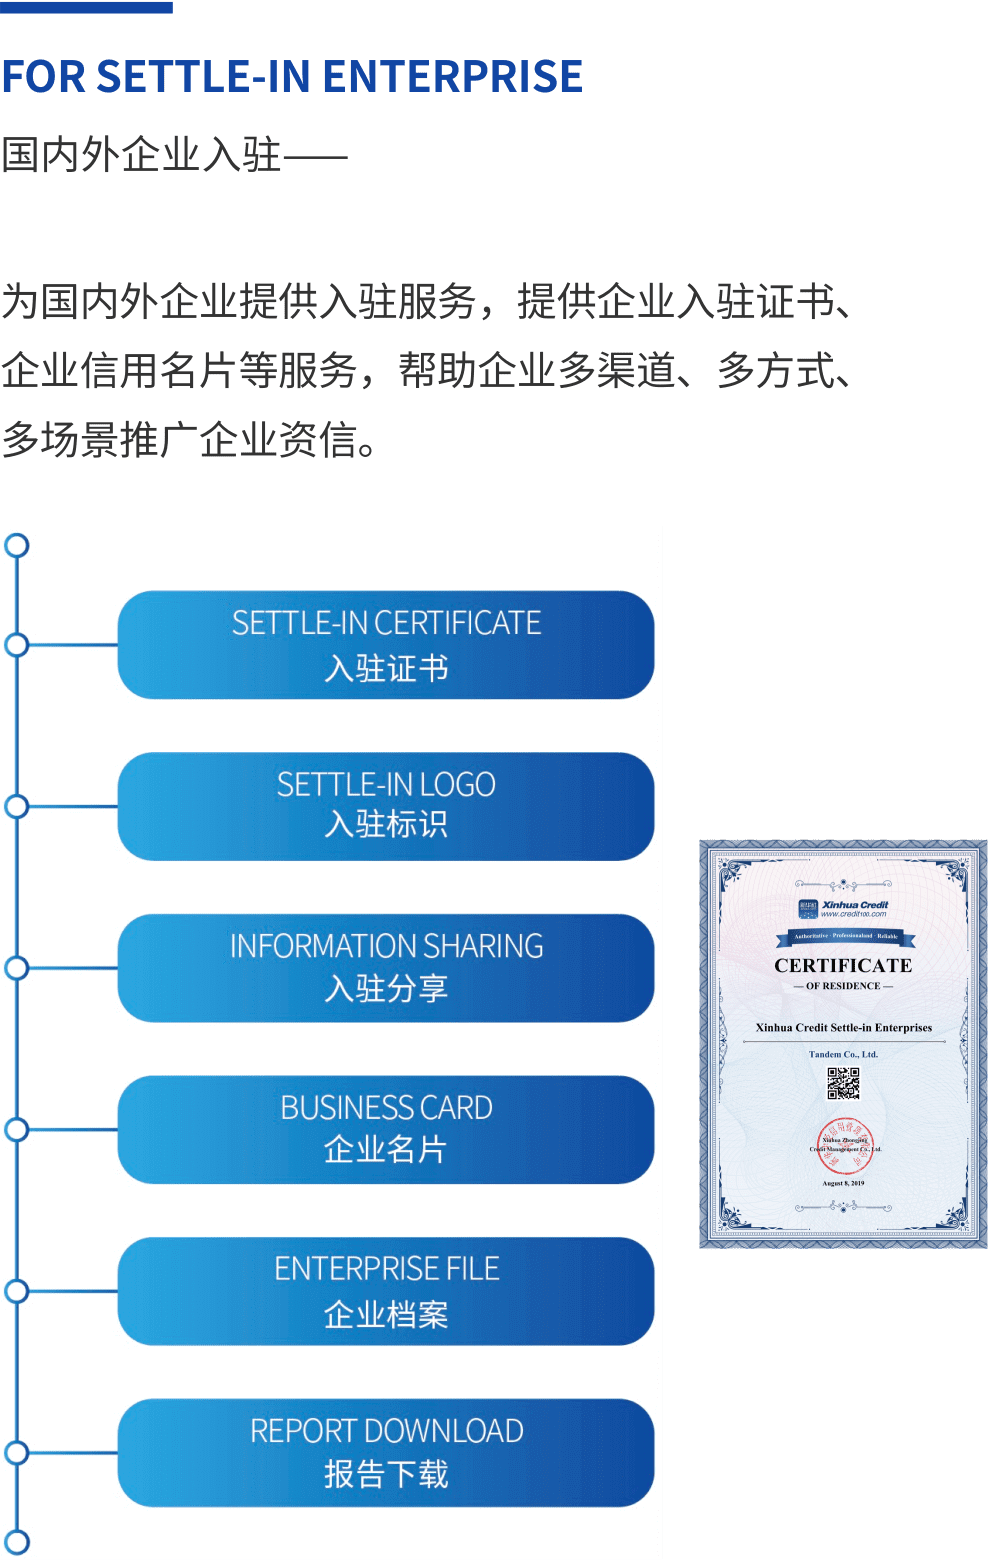 FOR SETTLE-IN ENTERPRISE
国内外企业入驻——
为国内外企业提供入驻服务，提供企业入驻证书、
企业信用名片等服务，帮助企业多渠道、多方式、
多场景推广企业资信。
SETTLE-IN CERTIFICATE
入驻证书
SETTLE-IN LOGO
入驻标识
INFORMATION SHARING
入驻分享
BUSINESS CARD
企业名片
ENTERPRISE FILE
企业档案
REPORT DOWNLOAD
报告下载
Xinhua Credit
www.credit100.com
Authoritative · Professionaland · Reliable
CERTIFICATE
— OF RESIDENCE —
Xinhua Credit Settle-in Enterprises
Tandem Co., Ltd.
Xinhua Zhongjing
Credit Management Co., Ltd.
August 8, 2019